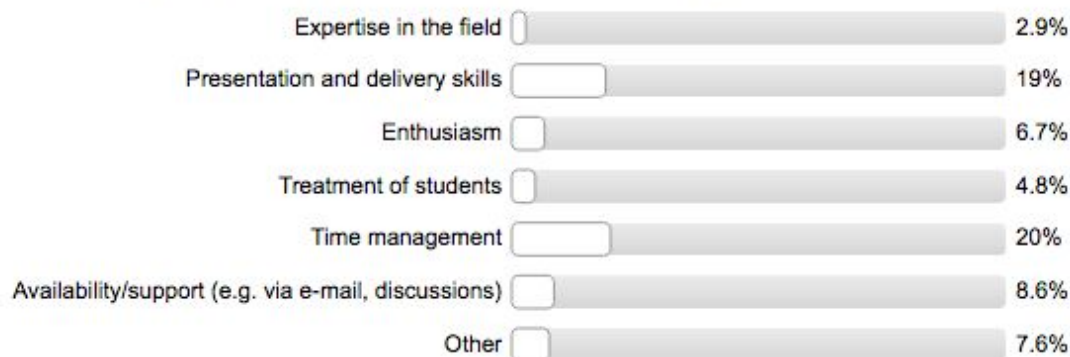 Expertise in the field 2.9%
Presentation and delivery skills 19%
Enthusiasm 6.7%
Treatment of students 4.8%
Time management 20%
Availability/support (e.g. via e-mail, discussions) 8.6%
Other 7.6%